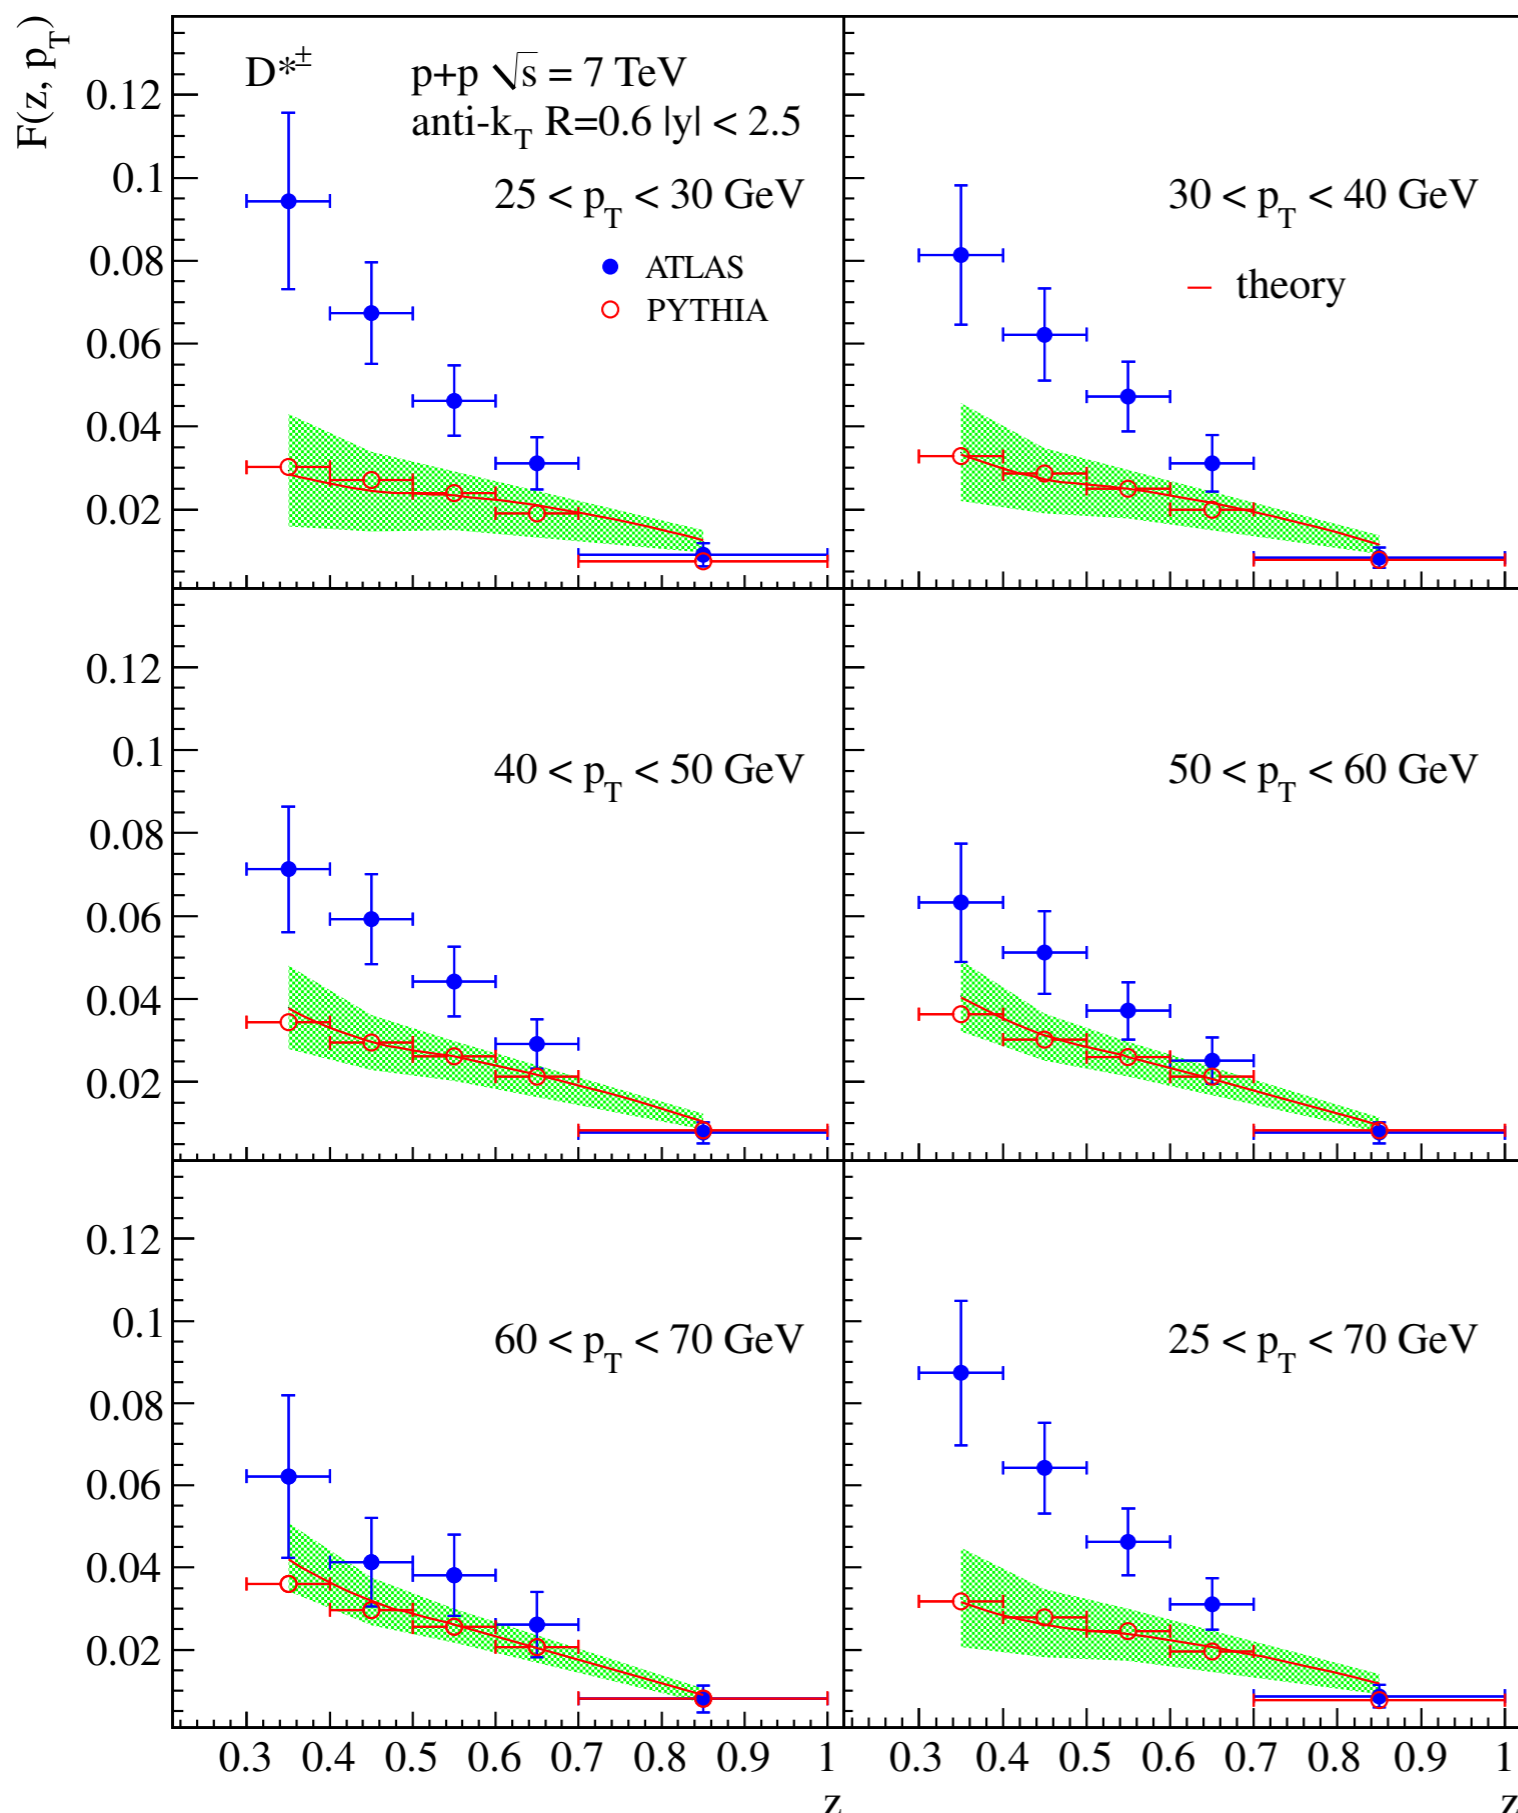 F(z, p_T)
D*±
p+p √s = 7 TeV
anti-k_T R=0.6 |y| < 2.5
25 < p_T < 30 GeV
ATLAS
PYTHIA
30 < p_T < 40 GeV
theory
0.12
0.1
0.08
0.06
0.04
0.02
40 < p_T < 50 GeV
50 < p_T < 60 GeV
0.12
0.1
0.08
0.06
0.04
0.02
60 < p_T < 70 GeV
25 < p_T < 70 GeV
0.12
0.1
0.08
0.06
0.04
0.02
0.3 0.4 0.5 0.6 0.7 0.8 0.9 1
0.3 0.4 0.5 0.6 0.7 0.8 0.9 1
z
z